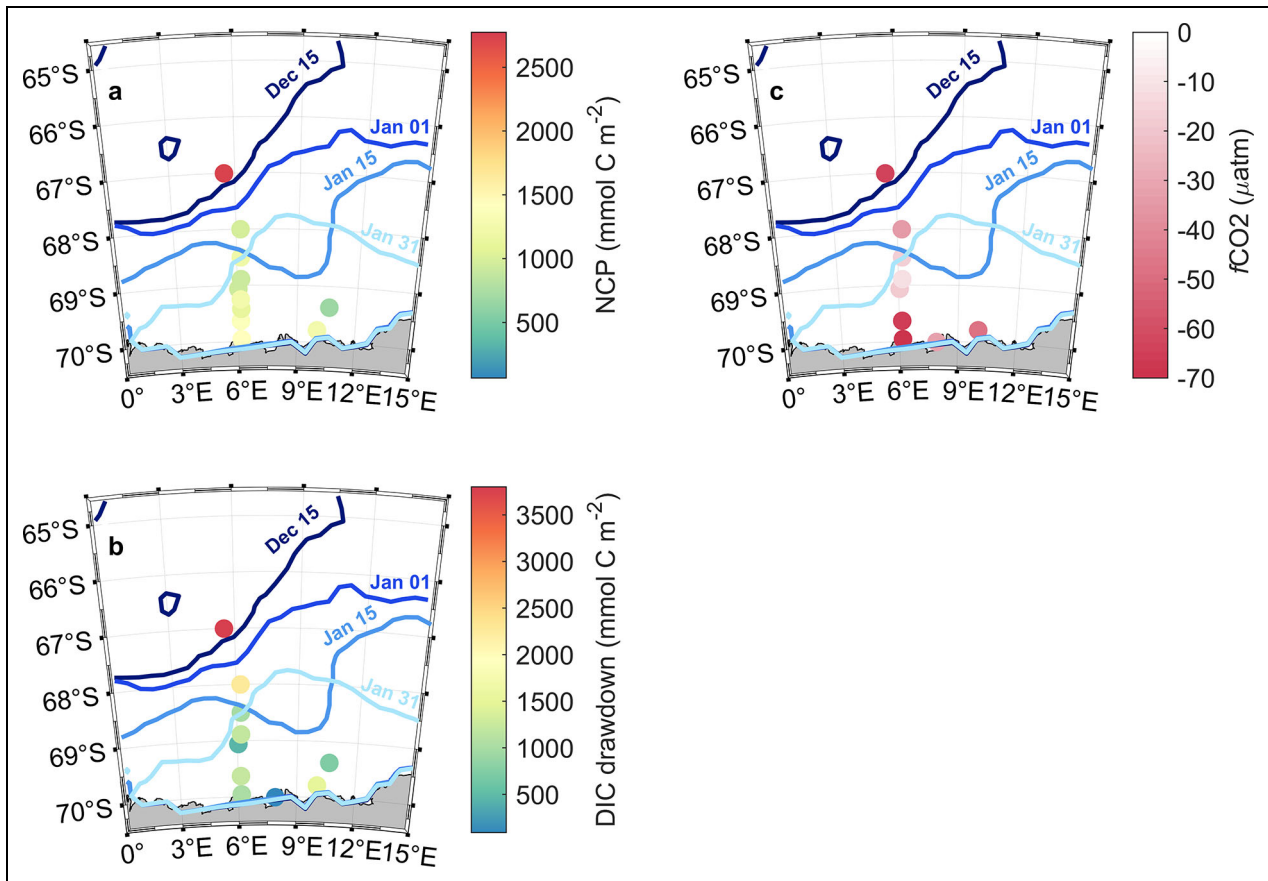 a
65°S
66°S
67°S
68°S
69°S
70°S
0°
3°E
6°E
9°E
12°E
15°E
Dec 15
Jan 01
Jan 15
Jan 31
2500
2000
1500
1000
500
NCP (mmol C m⁻²)
c
65°S
66°S
67°S
68°S
69°S
70°S
0°
3°E
6°E
9°E
12°E
15°E
Dec 15
Jan 01
Jan 15
Jan 31
0
-10
-20
-30
-40
-50
-60
-70
fCO2 (μatm)
b
65°S
66°S
67°S
68°S
69°S
70°S
0°
3°E
6°E
9°E
12°E
15°E
Dec 15
Jan 01
Jan 15
Jan 31
3500
3000
2500
2000
1500
1000
500
DIC drawdown (mmol C m⁻²)